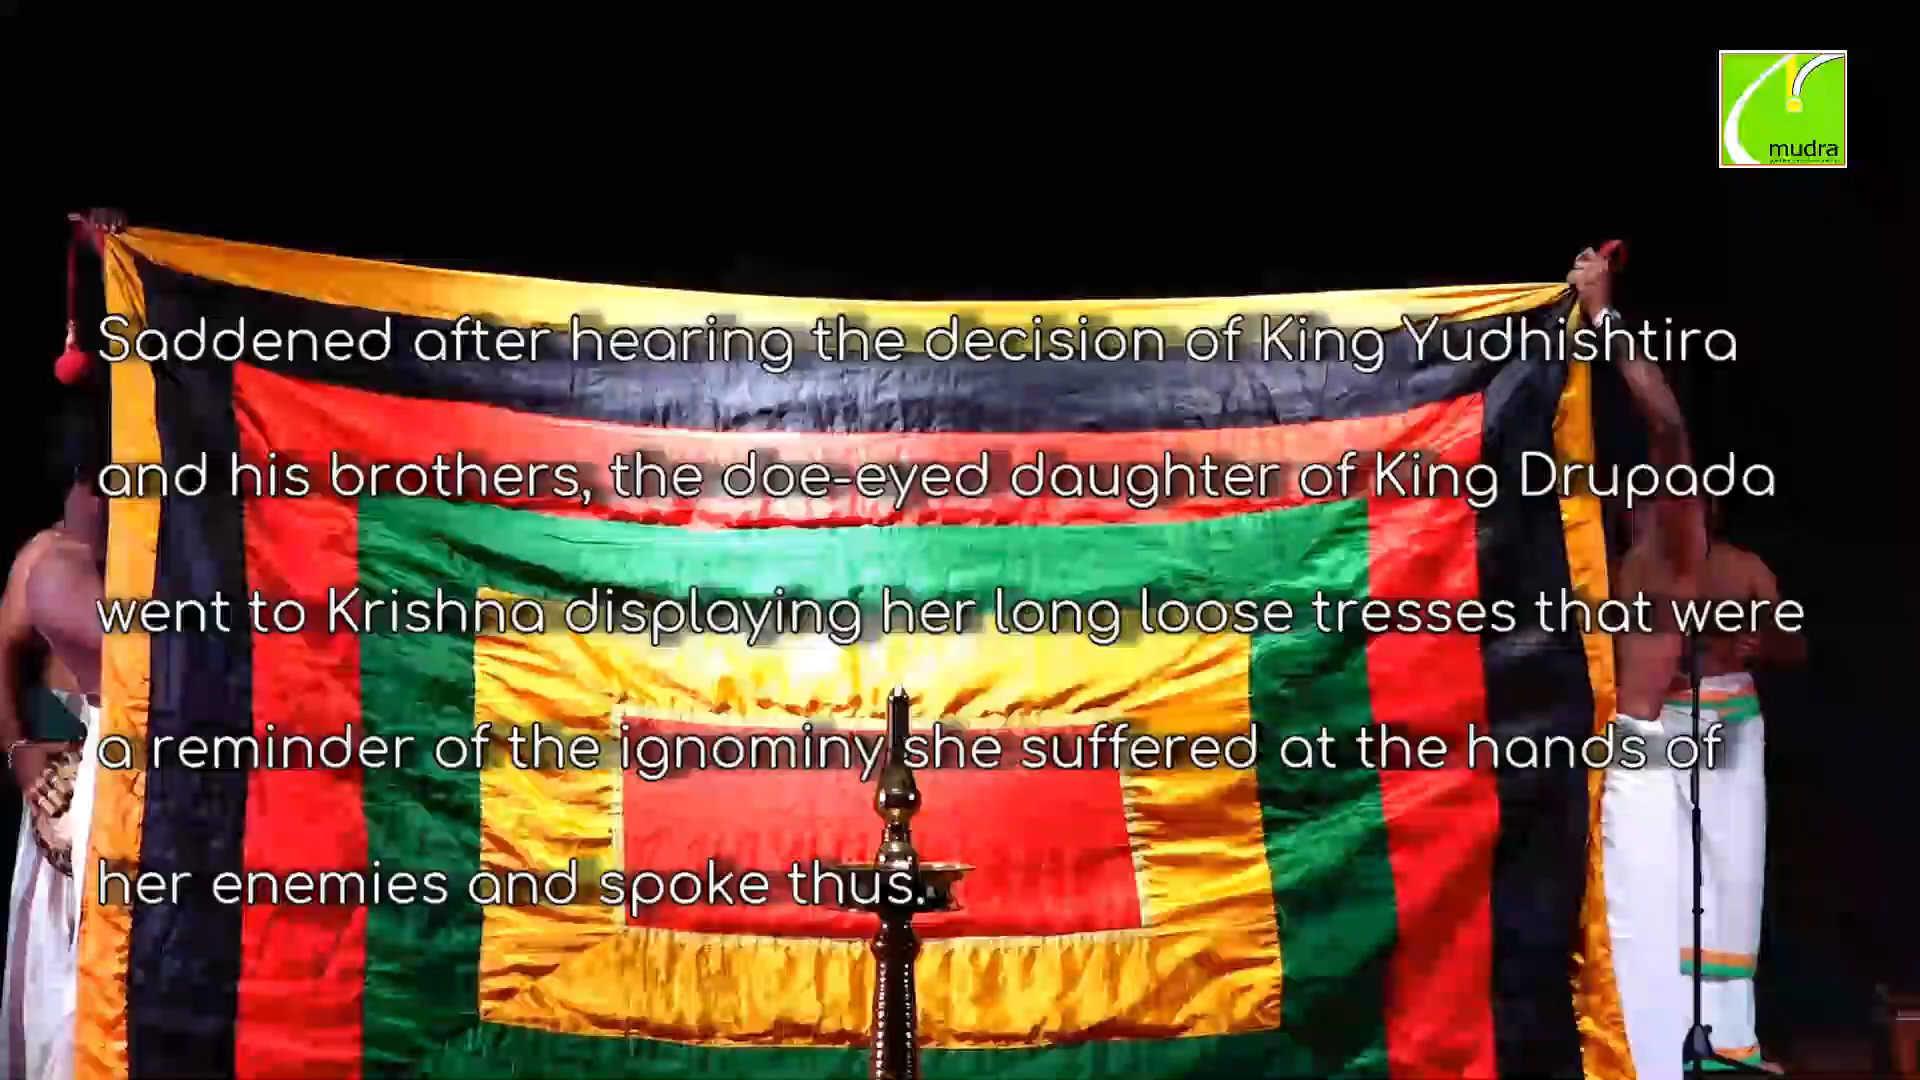 mudra
Saddened after hearing the decision of King Yudhishtira
and his brothers, the doe-eyed daughter of King Drupada
went to Krishna displaying her long loose tresses that were
a reminder of the ignominy she suffered at the hands of
her enemies and spoke thus.